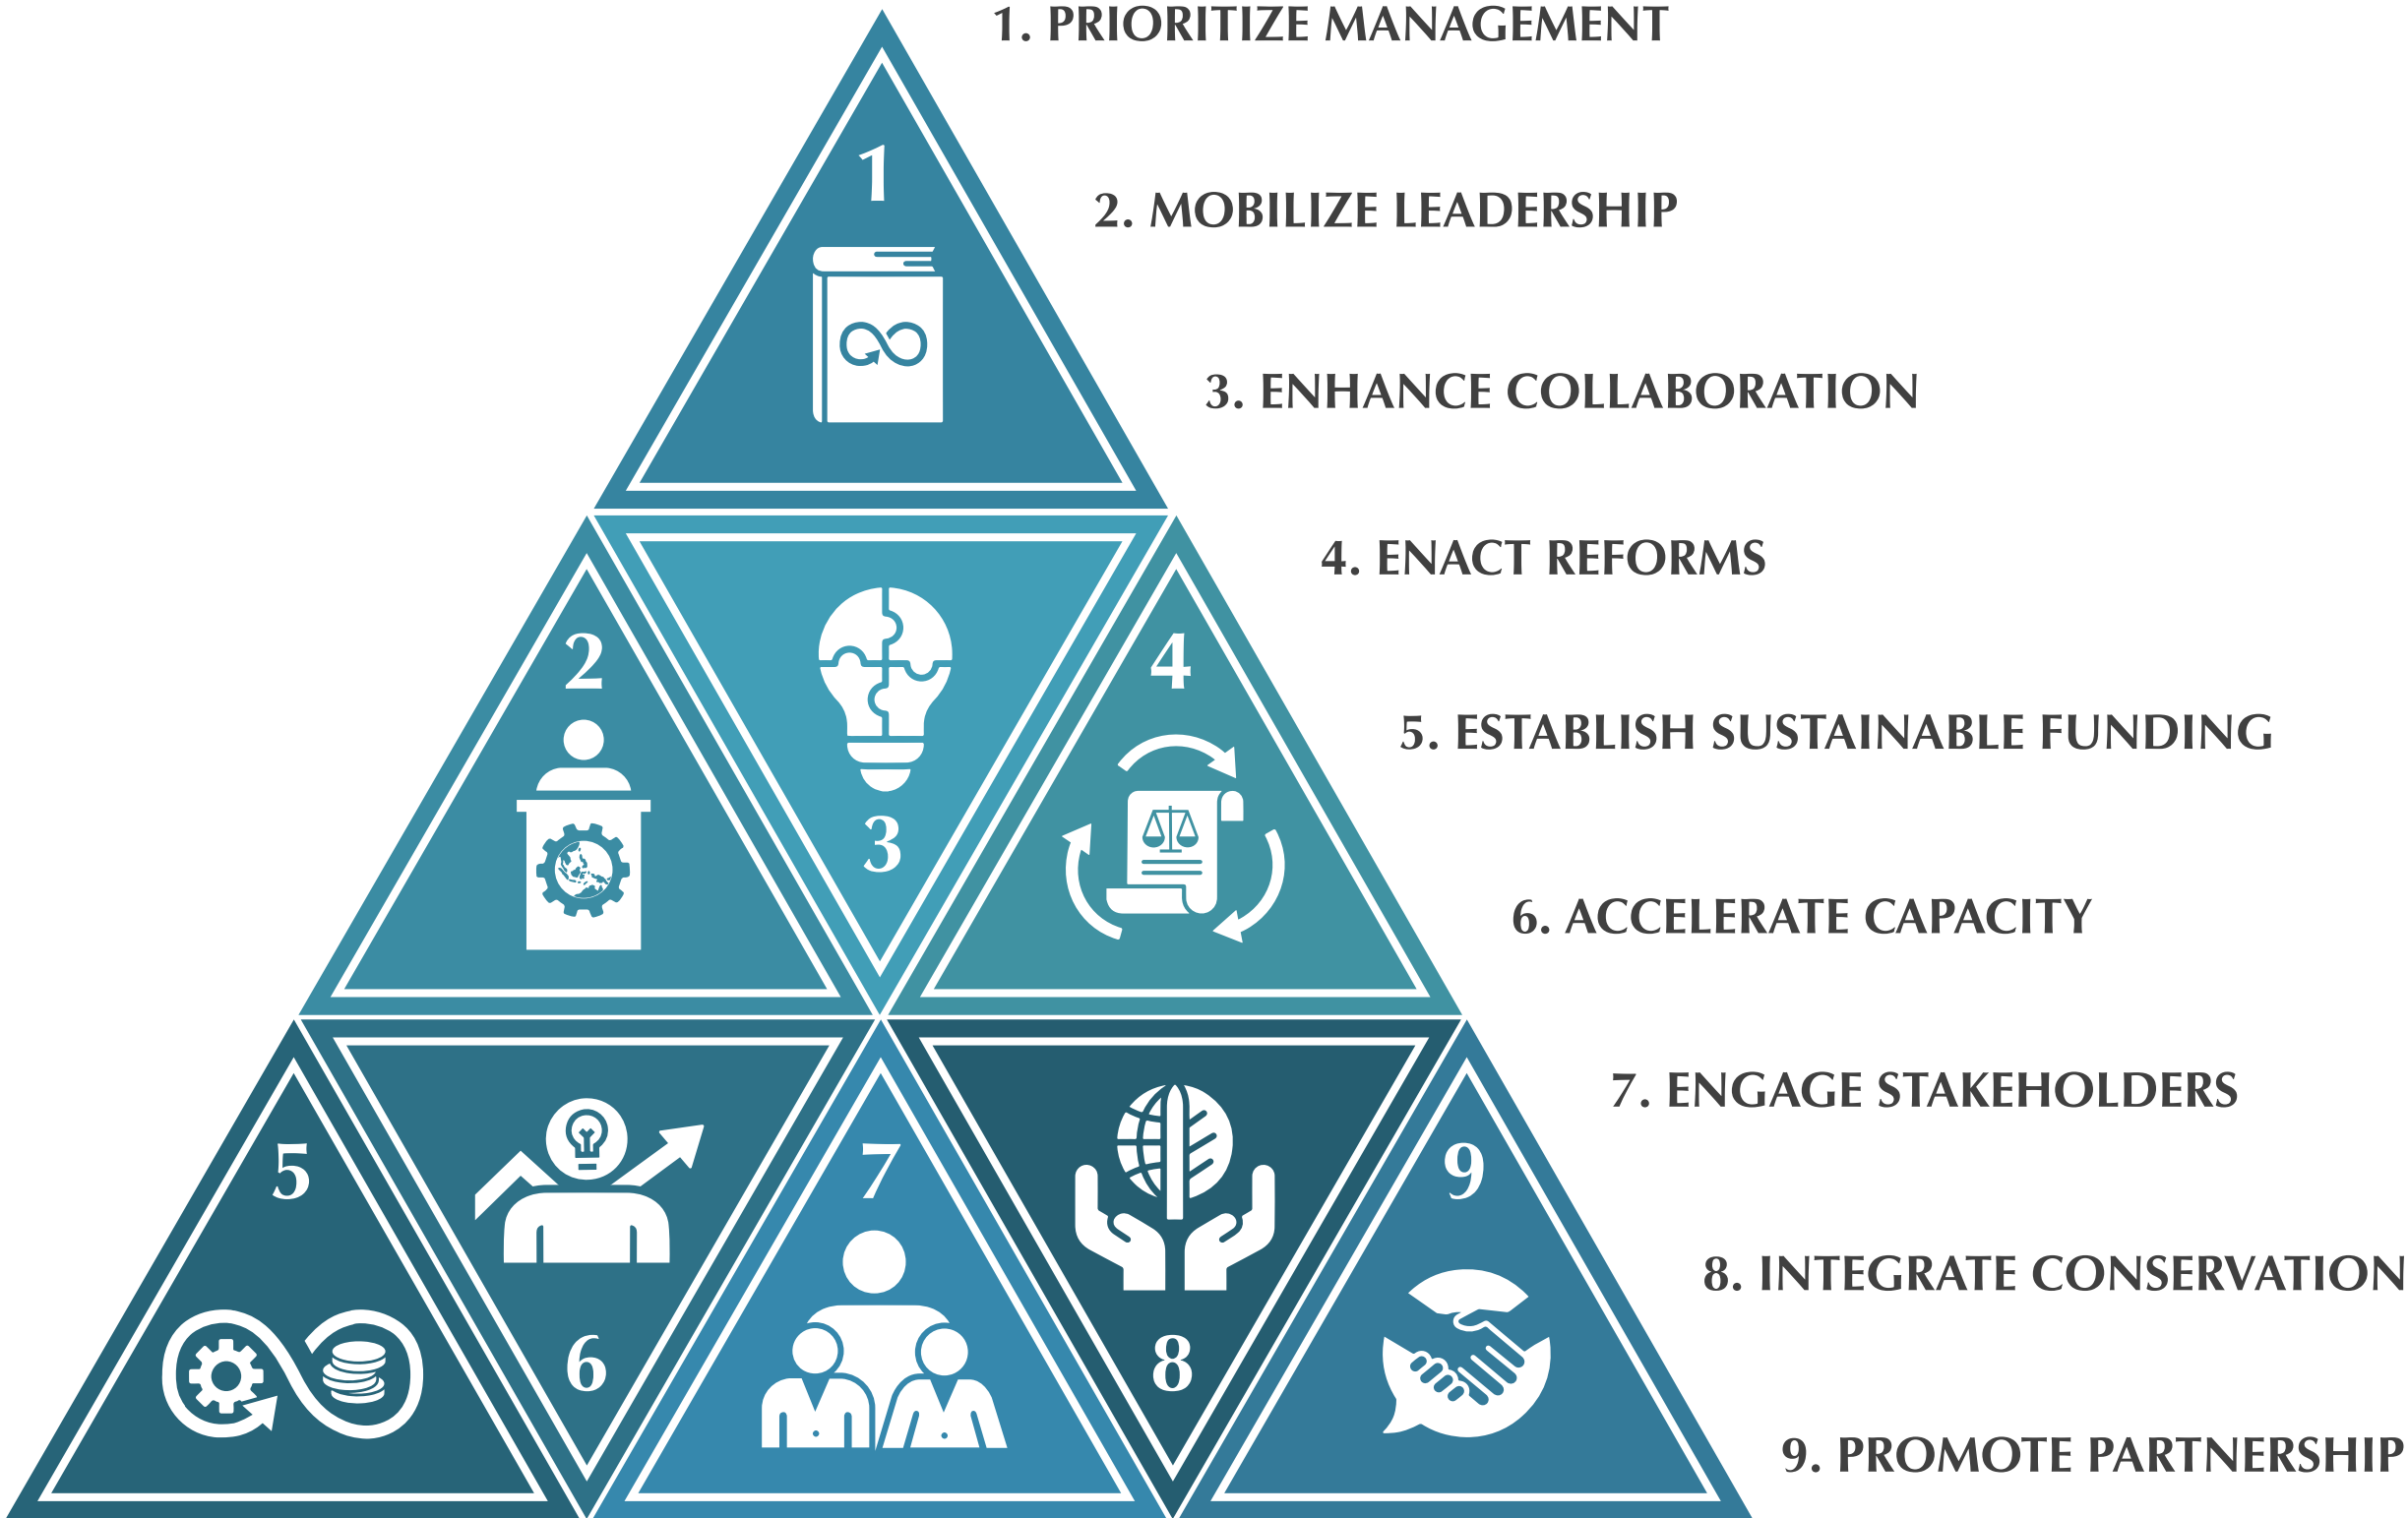 1. PRIORITIZE MANAGEMENT
1
2. MOBILIZE LEADERSHIP
3. ENHANCE COLLABORATION
4. ENACT REFORMS
2
4
5. ESTABLISH SUSTAINABLE FUNDING
3
6. ACCELERATE CAPACITY
7. ENGAGE STAKEHOLDERS
5
7
9
8. INTEGRATE CONSERVATION
6
8
9. PROMOTE PARTNERSHIPS